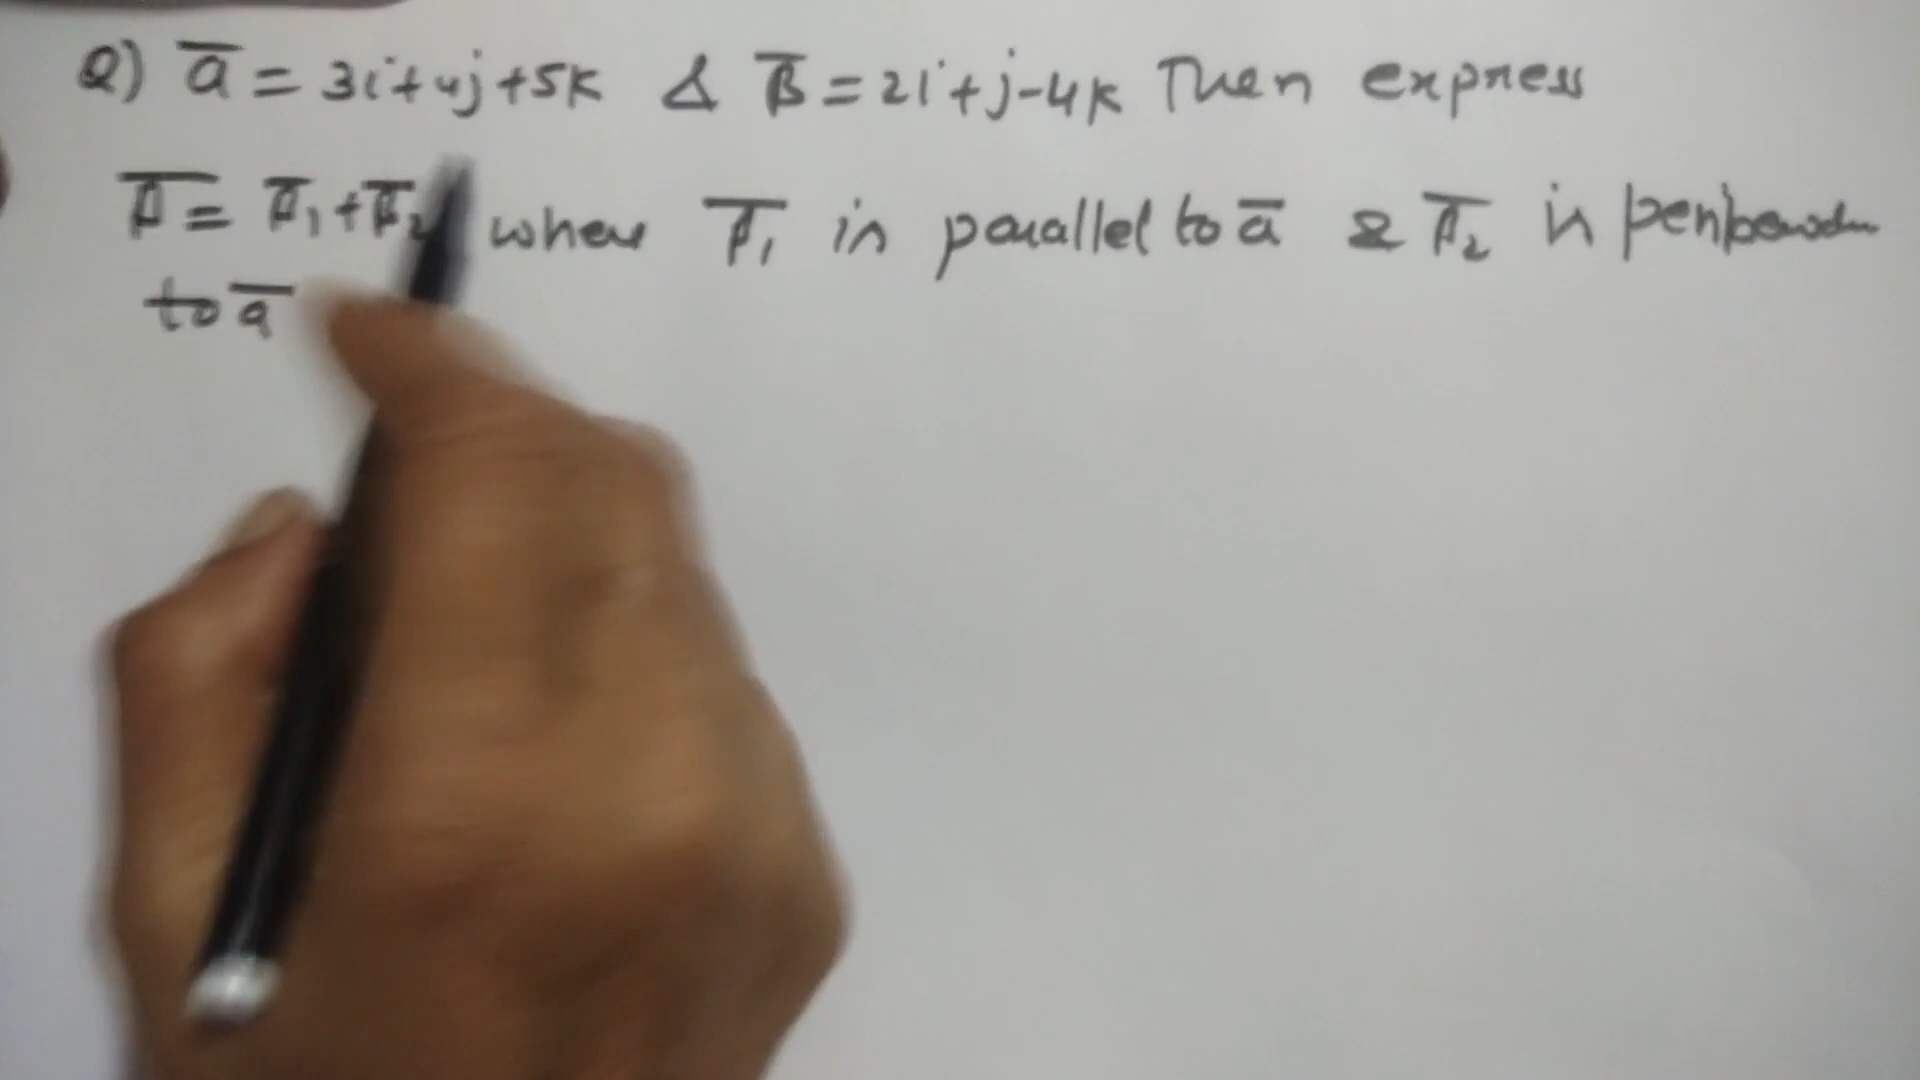 Q) a̅ = 3i+4j+5k & B̅ = 2i+j-4k Then express
B̅ = B̅₁+B̅₂ where B̅₁ is parallel to a̅ & B̅₂ is
to a̅